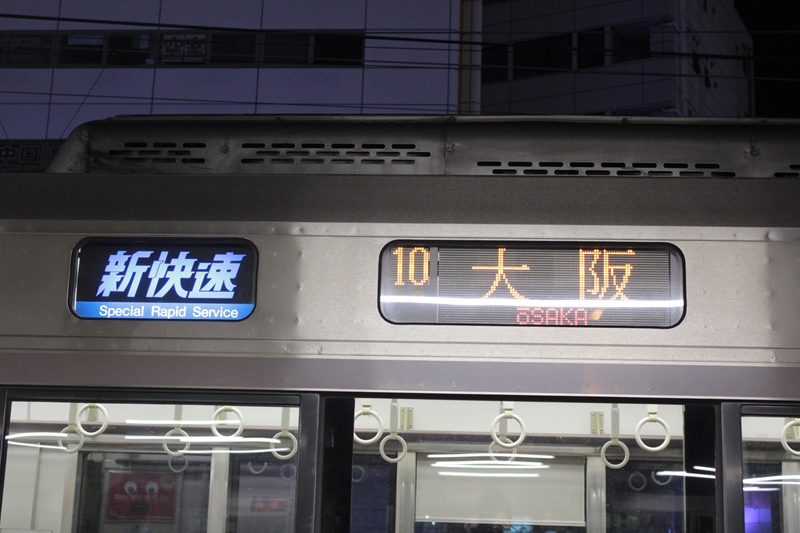 新快速
Special Rapid Service
10 大阪
OSAKA